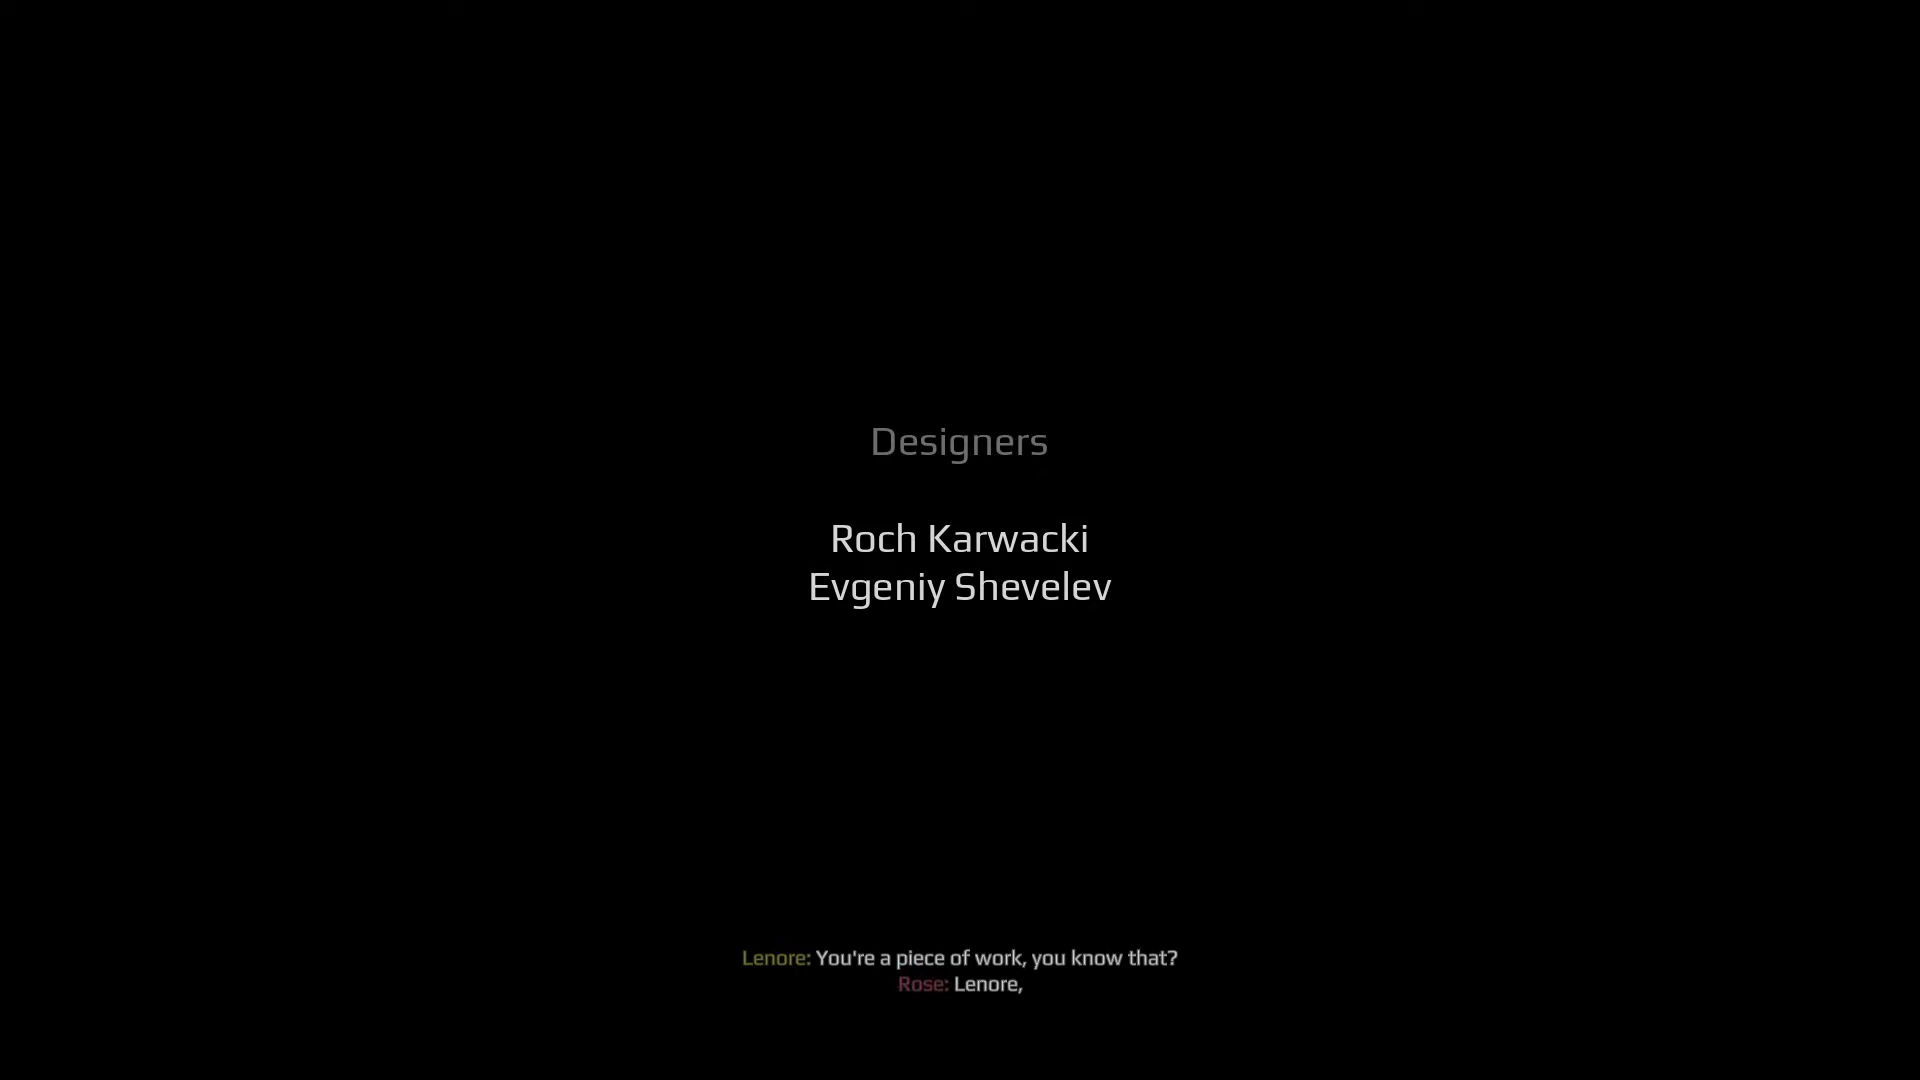 Designers
Roch Karwacki
Evgeniy Shevelev
Lenore: You're a piece of work, you know that?
Rose: Lenore,